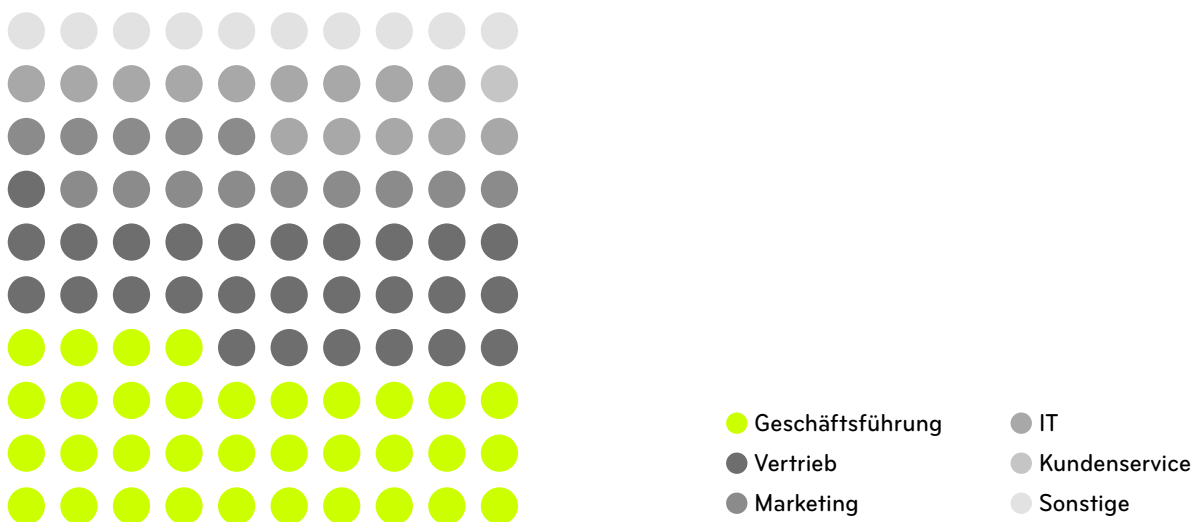 Geschäftsführung
Vertrieb
Marketing
IT
Kundenservice
Sonstige